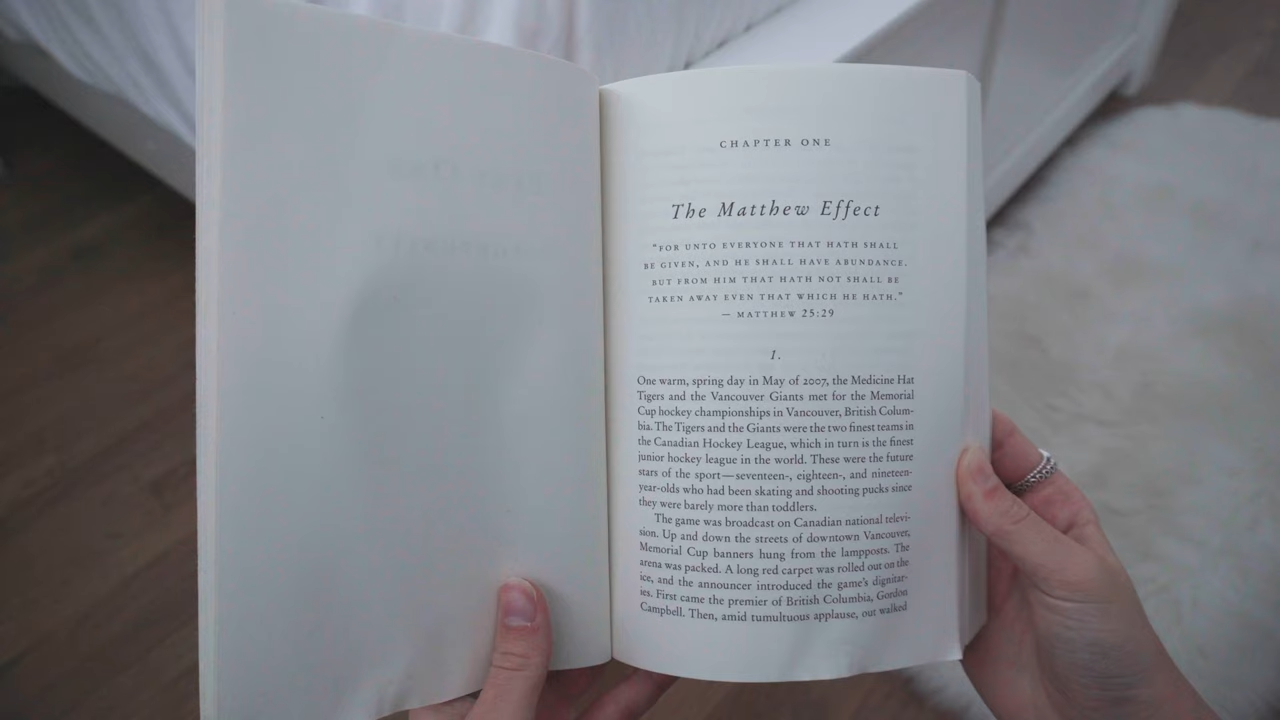 CHAPTER ONE
The Matthew Effect
“FOR UNTO EVERYONE THAT HATH SHALL
BE GIVEN, AND HE SHALL HAVE ABUNDANCE.
BUT FROM HIM THAT HATH NOT SHALL BE
TAKEN AWAY EVEN THAT WHICH HE HATH.”
— MATTHEW 25:29
1.
One warm, spring day in May of 2007, the Medicine Hat
Tigers and the Vancouver Giants met for the Memorial
Cup hockey championships in Vancouver, British Colum-
bia. The Tigers and the Giants were the two finest teams in
the Canadian Hockey League, which in turn is the finest
junior hockey league in the world. These were the future
stars of the sport—seventeen-, eighteen-, and nineteen-
year-olds who had been skating and shooting pucks since
they were barely more than toddlers.
The game was broadcast on Canadian national televi-
sion. Up and down the streets of downtown Vancouver,
Memorial Cup banners hung from the lampposts. The
arena was packed. A long red carpet was rolled out on the
ice, and the announcer introduced the game’s dignitar-
ies. First came the premier of British Columbia, Gordon
Campbell. Then, amid tumultuous applause, out walked